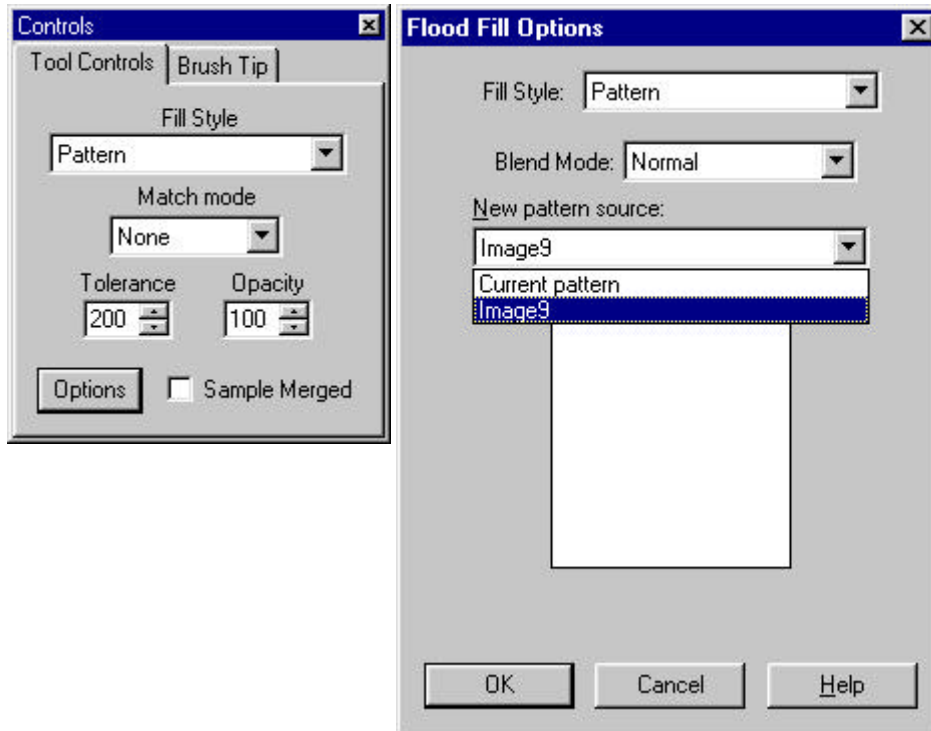 Controls
Tool Controls
Brush Tip
Fill Style
Pattern
Match mode
None
Tolerance Opacity
200 100
Options Sample Merged
Flood Fill Options
Fill Style: Pattern
Blend Mode: Normal
New pattern source:
Image9
Current pattern
Image9
OK Cancel Help